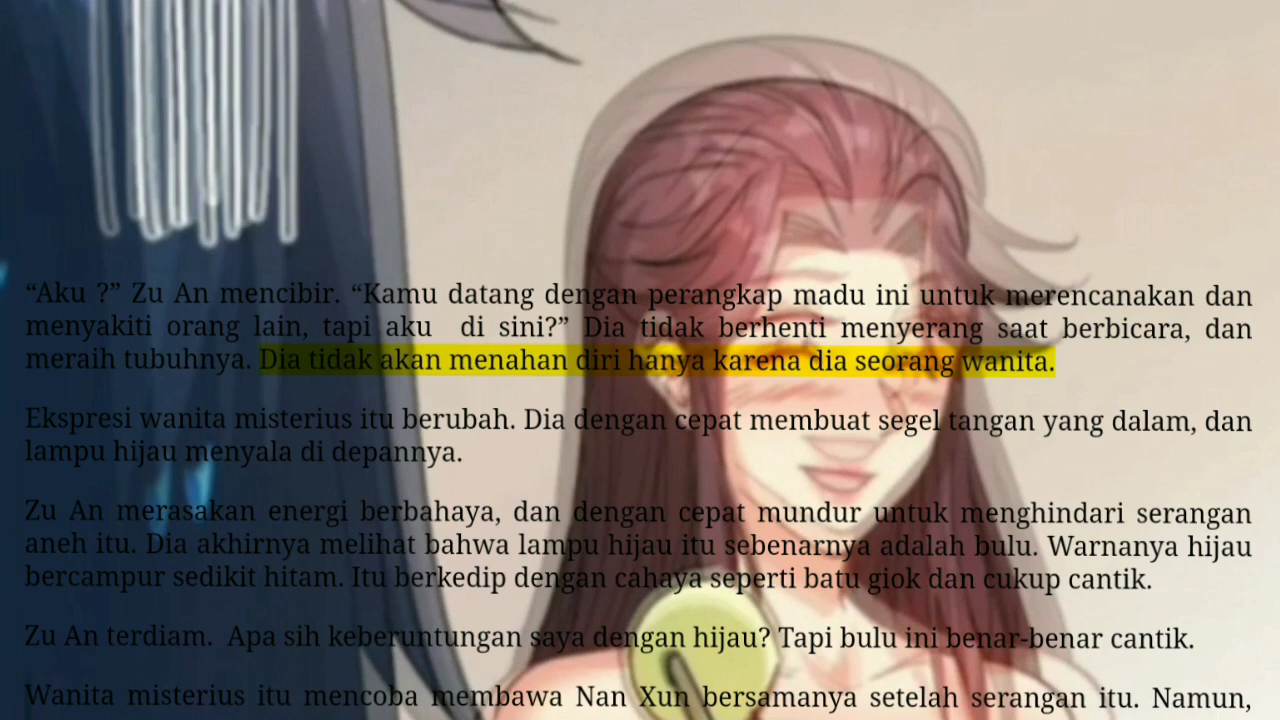 “Aku ?” Zu An mencibir. “Kamu datang dengan perangkap madu ini untuk merencanakan dan
menyakiti orang lain, tapi aku  di sini?” Dia tidak berhenti menyerang saat berbicara, dan
meraih tubuhnya. Dia tidak akan menahan diri hanya karena dia seorang wanita.
Ekspresi wanita misterius itu berubah. Dia dengan cepat membuat segel tangan yang dalam, dan
lampu hijau menyala di depannya.
Zu An merasakan energi berbahaya, dan dengan cepat mundur untuk menghindari serangan
aneh itu. Dia akhirnya melihat bahwa lampu hijau itu sebenarnya adalah bulu. Warnanya hijau
bercampur sedikit hitam. Itu berkedip dengan cahaya seperti batu giok dan cukup cantik.
Zu An terdiam.  Apa sih keberuntungan saya dengan hijau? Tapi bulu ini benar-benar cantik.
Wanita misterius itu mencoba membawa Nan Xun bersamanya setelah serangan itu. Namun,